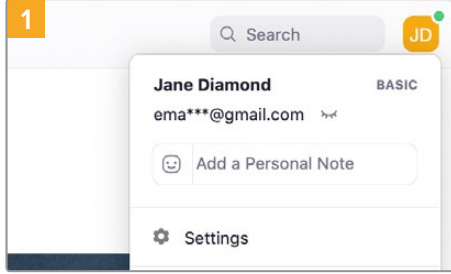 1
Search
JD
Jane Diamond BASIC
ema***@gmail.com
Add a Personal Note
Settings